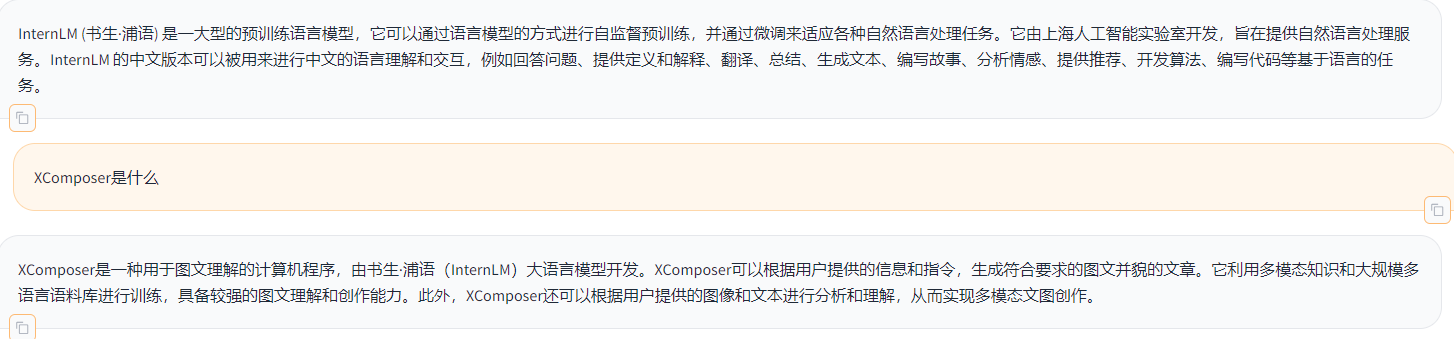 InternLM (书生·浦语) 是一大型的预训练语言模型，它可以通过语言模型的方式进行自监督预训练，并通过微调来适应各种自然语言处理任务。它由上海人工智能实验室开发，旨在提供自然语言处理服
务。InternLM 的中文版本可以被用来进行中文的语言理解和交互，例如回答问题、提供定义和解释、翻译、总结、生成文本、编写故事、分析情感、提供推荐、开发算法、编写代码等基于语言的任
务。
XComposer是什么
XComposer是一种用于图文理解的计算机程序，由书生·浦语（InternLM）大语言模型开发。XComposer可以根据用户提供的信息和指令，生成符合要求的图文并貌的文章。它利用多模态知识和大规模多
语言语料库进行训练，具备较强的图文理解和创作能力。此外，XComposer还可以根据用户提供的图像和文本进行分析和理解，从而实现多模态文图创作。